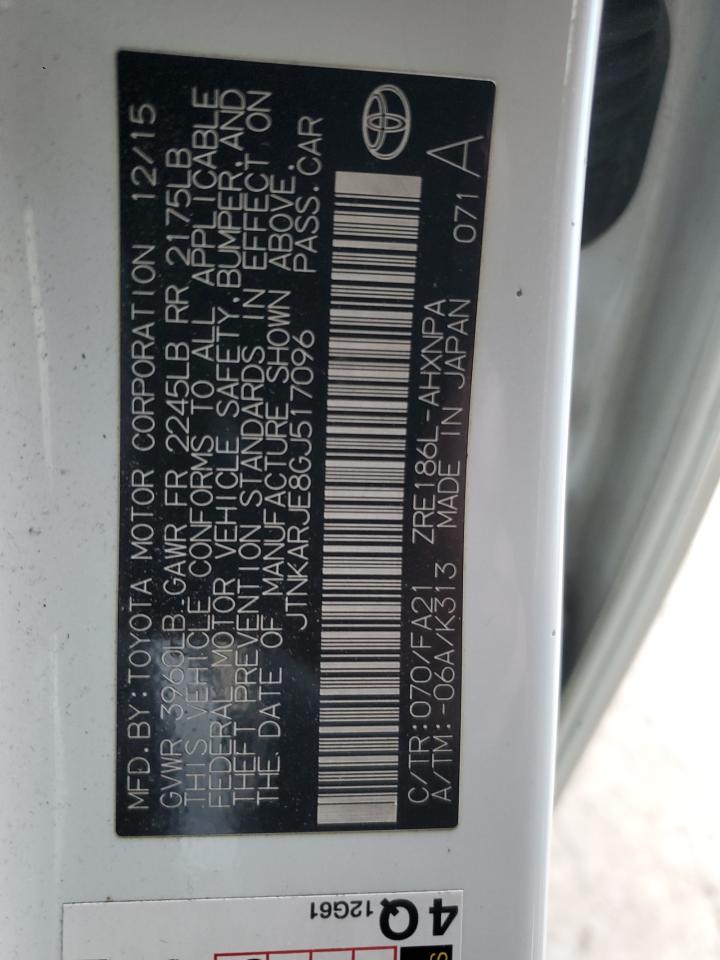 MFD. BY: TOYOTA MOTOR CORPORATION 12/15
GVWR 3960LB GAWR FR 2245LB RR 2175LB
THIS VEHICLE CONFORMS TO ALL APPLICABLE
FEDERAL MOTOR VEHICLE SAFETY, BUMPER, AND
THEFT PREVENTION STANDARDS IN EFFECT ON
THE DATE OF MANUFACTURE SHOWN ABOVE.
JTNKARJE8GJ517096 PASS. CAR
C/TR: 070/FA21 ZRE186L-AHXNPA
A/TM: -06A/K313 MADE IN JAPAN 071 A
4Q 12G61